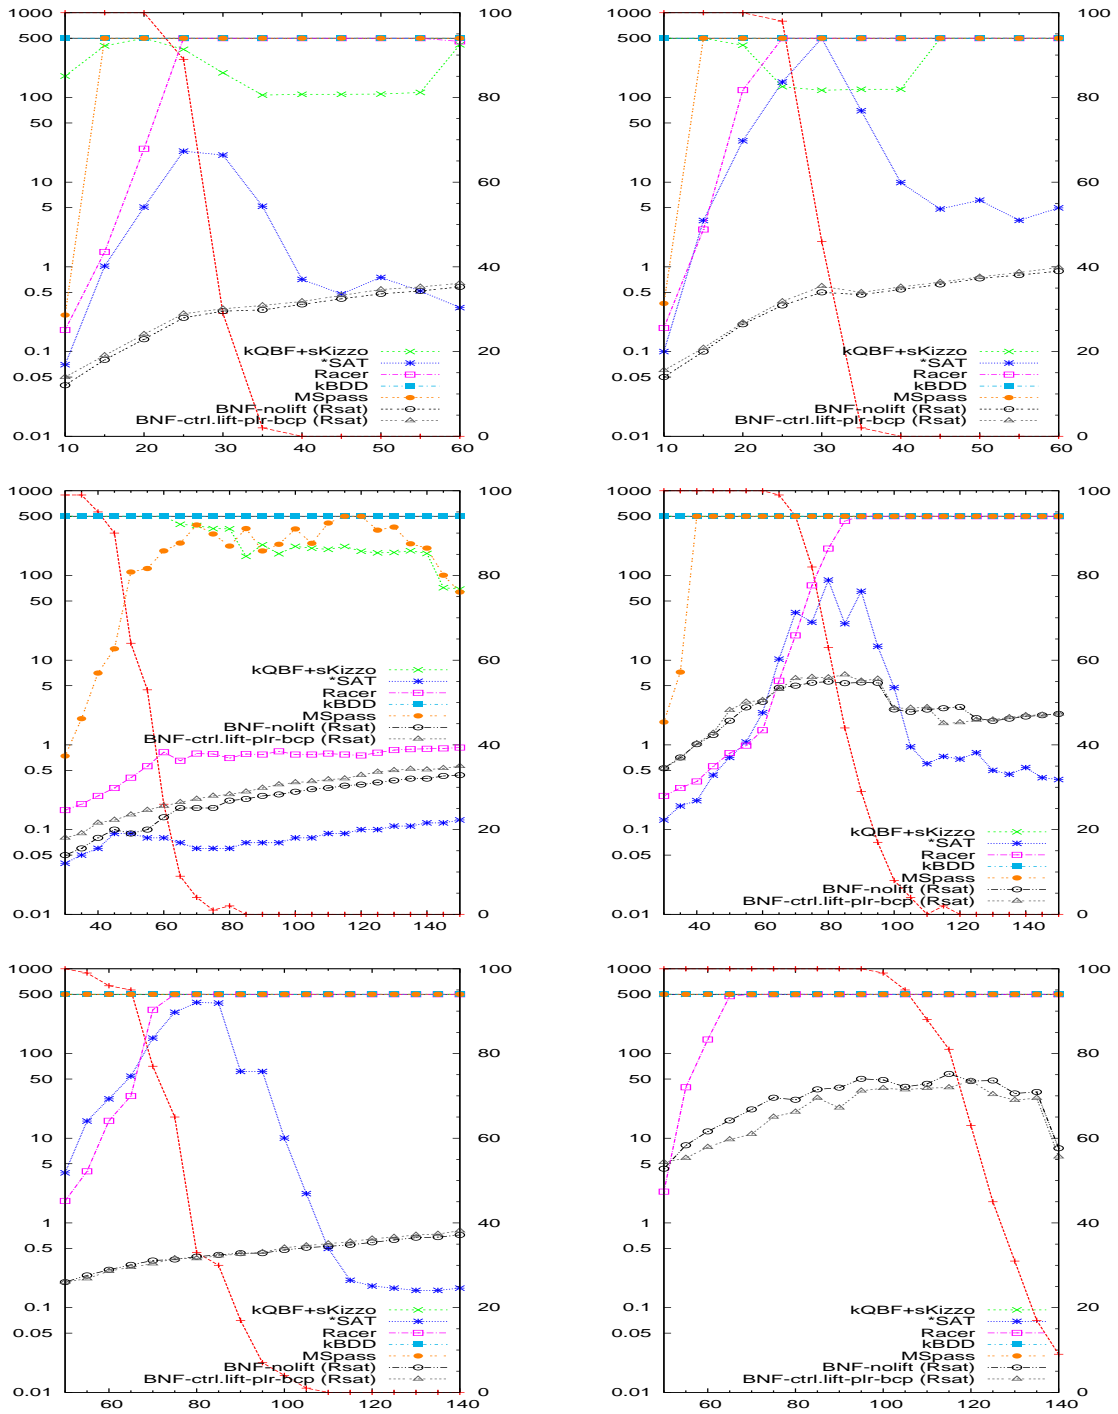 1000
500
100
50
10
5
1
0.5
0.1
0.05
0.01
100
80
60
40
20
0
kQBF+sKizzo
*SAT
Racer
kBDD
MSpass
BNF-nolift (Rsat)
BNF-ctrl.lift-plr-bcp (Rsat)
10 20 30 40 50 60
1000
500
100
50
10
5
1
0.5
0.1
0.05
0.01
100
80
60
40
20
0
kQBF+sKizzo
*SAT
Racer
kBDD
MSpass
BNF-nolift (Rsat)
BNF-ctrl.lift-plr-bcp (Rsat)
10 20 30 40 50 60
1000
500
100
50
10
5
1
0.5
0.1
0.05
0.01
100
80
60
40
20
0
kQBF+sKizzo
*SAT
Racer
kBDD
MSpass
BNF-nolift (Rsat)
BNF-ctrl.lift-plr-bcp (Rsat)
40 60 80 100 120 140
1000
500
100
50
10
5
1
0.5
0.1
0.05
0.01
100
80
60
40
20
0
kQBF+sKizzo
*SAT
Racer
kBDD
MSpass
BNF-nolift (Rsat)
BNF-ctrl.lift-plr-bcp (Rsat)
40 60 80 100 120 140
1000
500
100
50
10
5
1
0.5
0.1
0.05
0.01
100
80
60
40
20
0
kQBF+sKizzo
*SAT
Racer
kBDD
MSpass
BNF-nolift (Rsat)
BNF-ctrl.lift-plr-bcp (Rsat)
60 80 100 120 140
1000
500
100
50
10
5
1
0.5
0.1
0.05
0.01
100
80
60
40
20
0
kQBF+sKizzo
*SAT
Racer
kBDD
MSpass
BNF-nolift (Rsat)
BNF-ctrl.lift-plr-bcp (Rsat)
60 80 100 120 140